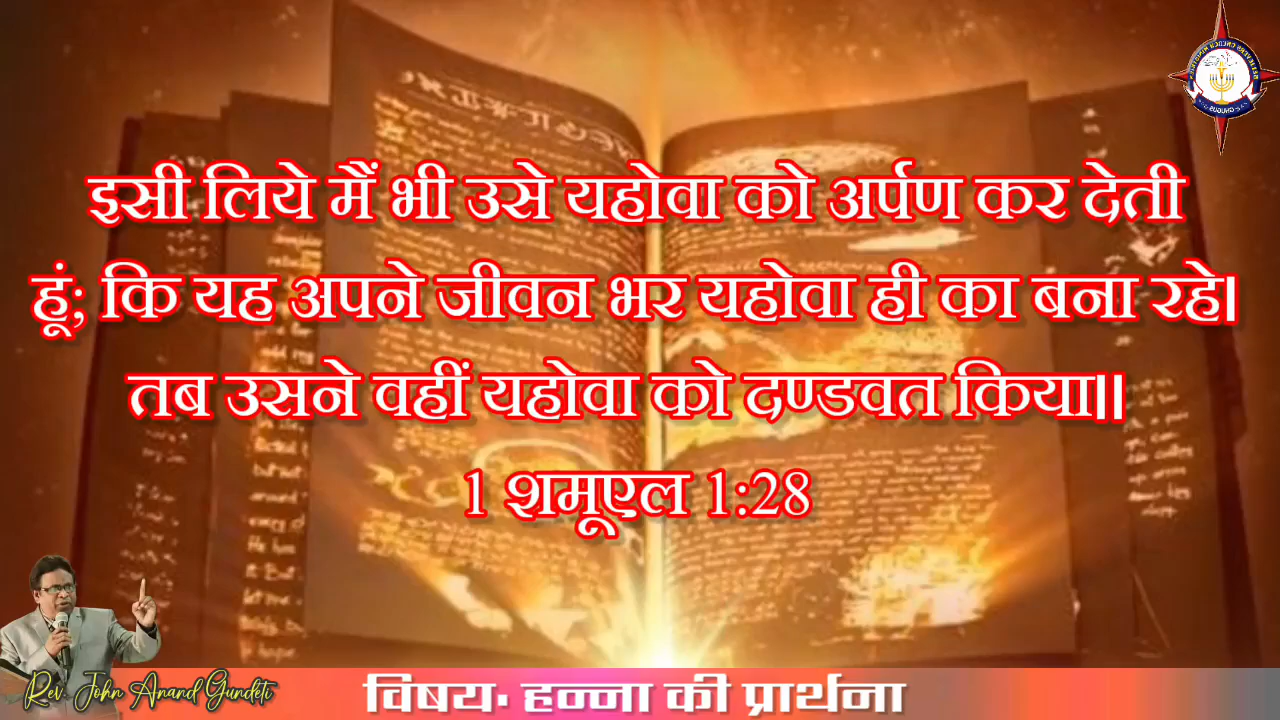 इसी लिये मैं भी उसे यहोवा को अर्पण कर देती
हूं; कि यह अपने जीवन भर यहोवा ही का बना रहे।
तब उसने वहीं यहोवा को दण्डवत किया॥
1 शमूएल 1:28
Rev. John Anand Gundeti
विषय· हन्ना की प्रार्थना